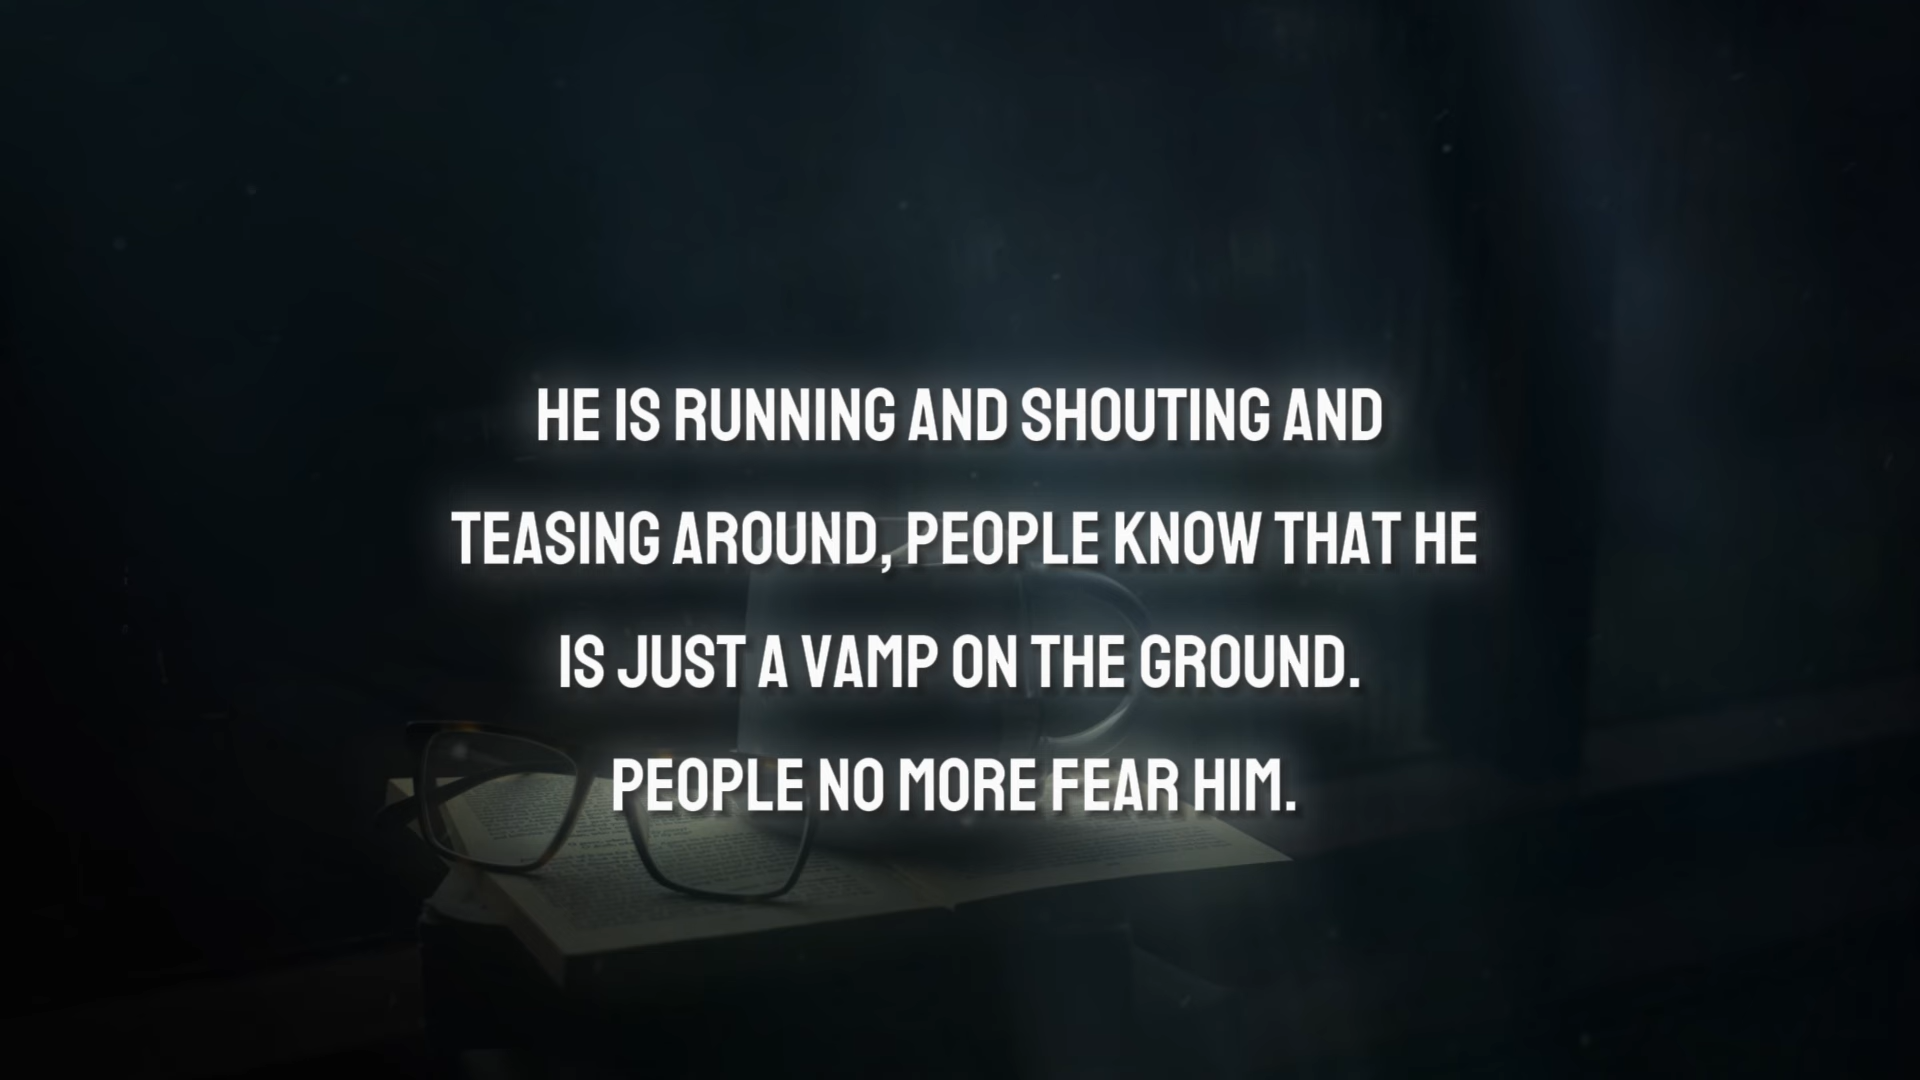 HE IS RUNNING AND SHOUTING AND
TEASING AROUND, PEOPLE KNOW THAT HE
IS JUST A VAMP ON THE GROUND.
PEOPLE NO MORE FEAR HIM.